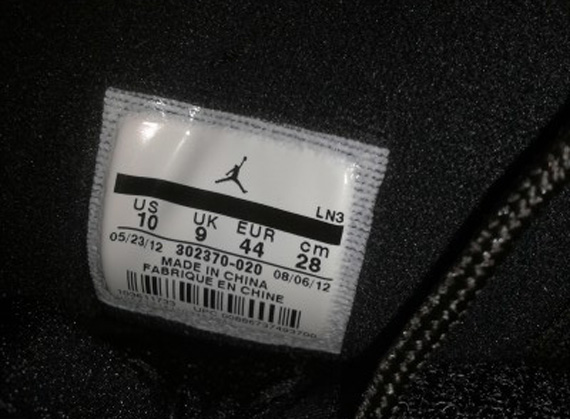 LN3
US UK EUR cm
10 9 44 28
05/23/12 302370-020 08/06/12
MADE IN CHINA
FABRIQUE EN CHINE
UPC